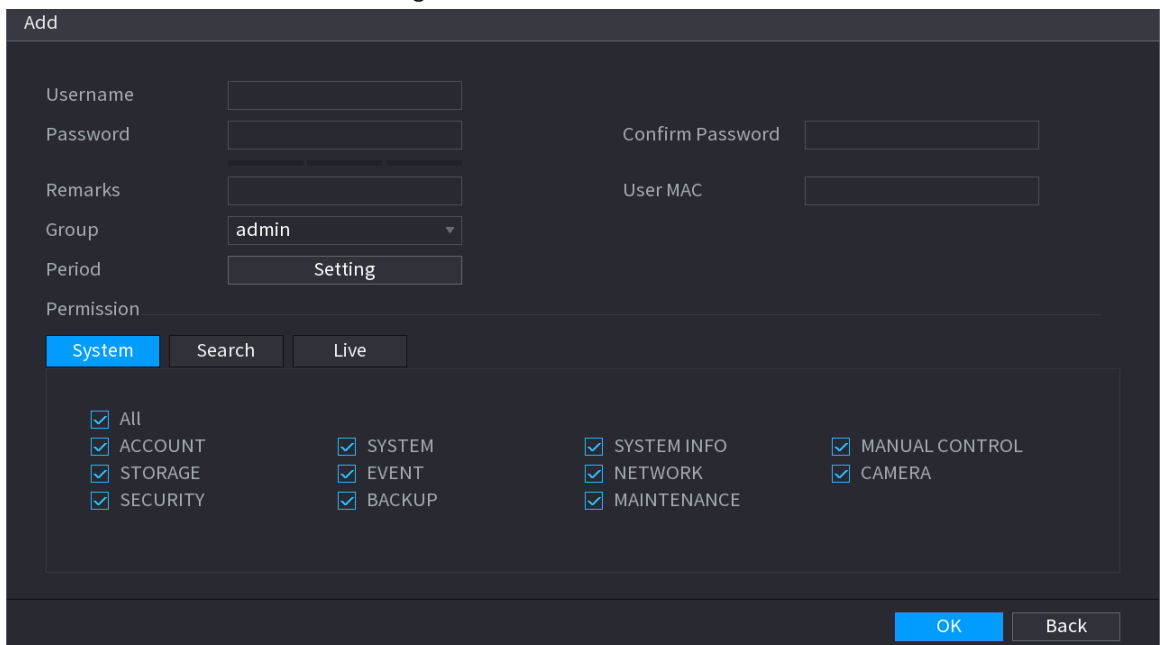 Add
Username
Password Confirm Password
Remarks User MAC
Group admin
Period Setting
Permission
System Search Live
All
ACCOUNT SYSTEM SYSTEM INFO MANUAL CONTROL
STORAGE EVENT NETWORK CAMERA
SECURITY BACKUP MAINTENANCE
OK Back